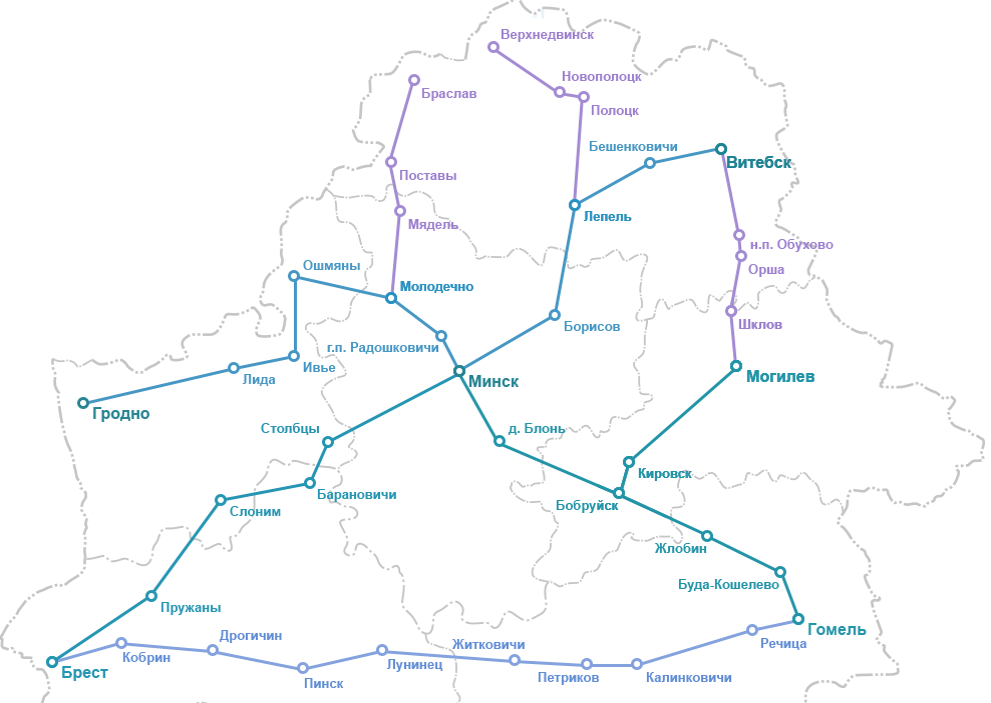 Верхнедвинск
Новополоцк
Браслав
Полоцк
Бешенковичи
Витебск
Поставы
Лепель
Мядель
н.п. Обухово
Ошмяны
Орша
Молодечно
Борисов
Шклов
г.п. Радошковичи
Ивье
Лида
Минск
Могилев
Гродно
Столбцы
д. Блонь
Кировск
Барановичи
Бобруйск
Слоним
Жлобин
Буда-Кошелево
Пружаны
Гомель
Дрогичин
Речица
Житковичи
Кобрин
Лунинец
Брест
Петриков
Калинковичи
Пинск